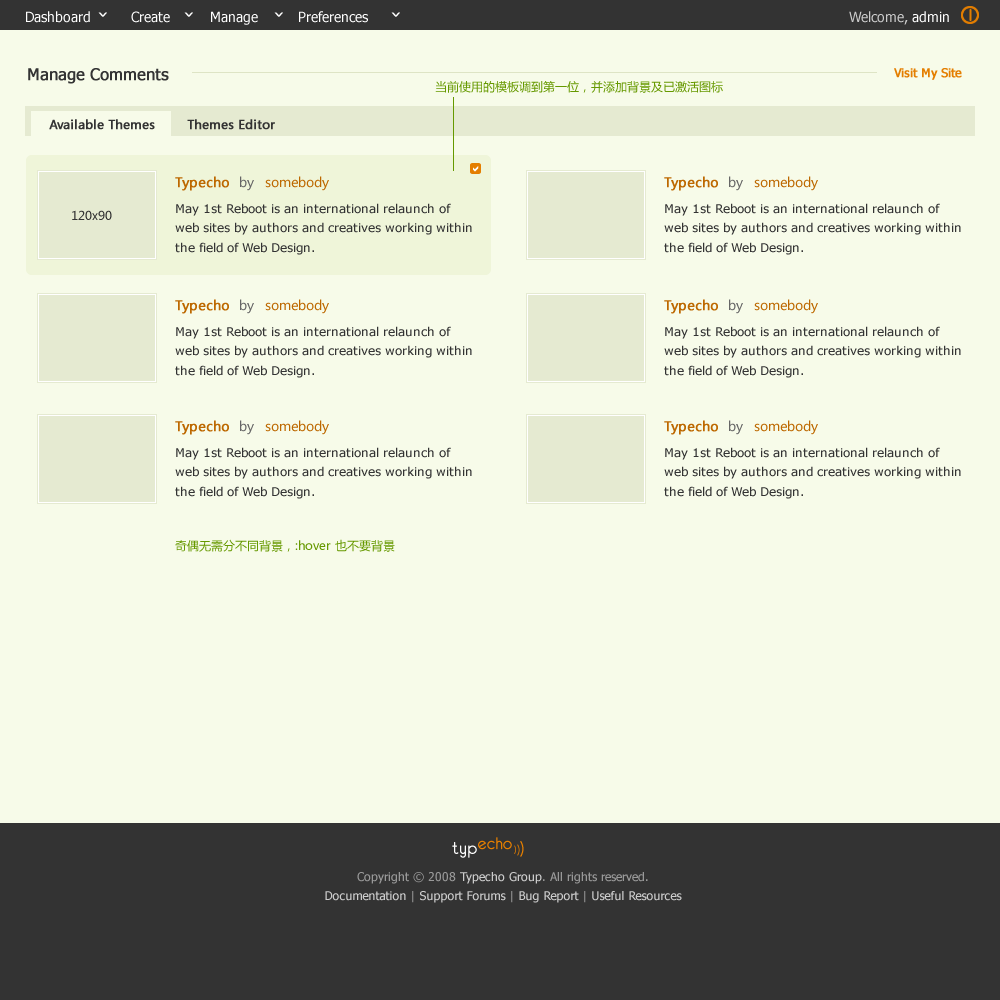 Dashboard Create Manage Preferences Welcome, admin
Manage Comments Visit My Site
当前使用的模板调到第一位，并添加背景及已激活图标
Available Themes Themes Editor
120x90
Typecho by somebody
May 1st Reboot is an international relaunch of
web sites by authors and creatives working within
the field of Web Design.
Typecho by somebody
May 1st Reboot is an international relaunch of
web sites by authors and creatives working within
the field of Web Design.
Typecho by somebody
May 1st Reboot is an international relaunch of
web sites by authors and creatives working within
the field of Web Design.
Typecho by somebody
May 1st Reboot is an international relaunch of
web sites by authors and creatives working within
the field of Web Design.
Typecho by somebody
May 1st Reboot is an international relaunch of
web sites by authors and creatives working within
the field of Web Design.
Typecho by somebody
May 1st Reboot is an international relaunch of
web sites by authors and creatives working within
the field of Web Design.
奇偶无需分不同背景，:hover 也不要背景
typecho
Copyright © 2008 Typecho Group. All rights reserved.
Documentation | Support Forums | Bug Report | Useful Resources